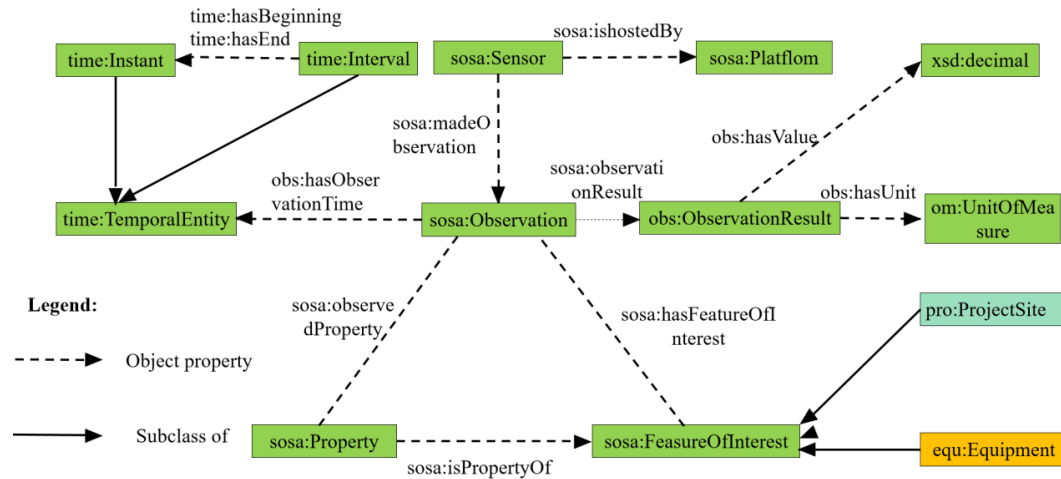 time:hasBeginning
time:hasEnd
sosa:ishostedBy
time:Instant
time:Interval
sosa:Sensor
sosa:Platflom
xsd:decimal
sosa:madeO
bservation
obs:hasValue
obs:hasObser
vationTime
sosa:observati
onResult
obs:hasUnit
time:TemporalEntity
sosa:Observation
obs:ObservationResult
om:UnitOfMea
sure
Legend:
sosa:observe
dProperty
sosa:hasFeatureOfI
nterest
pro:ProjectSite
Object property
Subclass of
sosa:Property
sosa:isPropertyOf
sosa:FeasureOfInterest
equ:Equipment